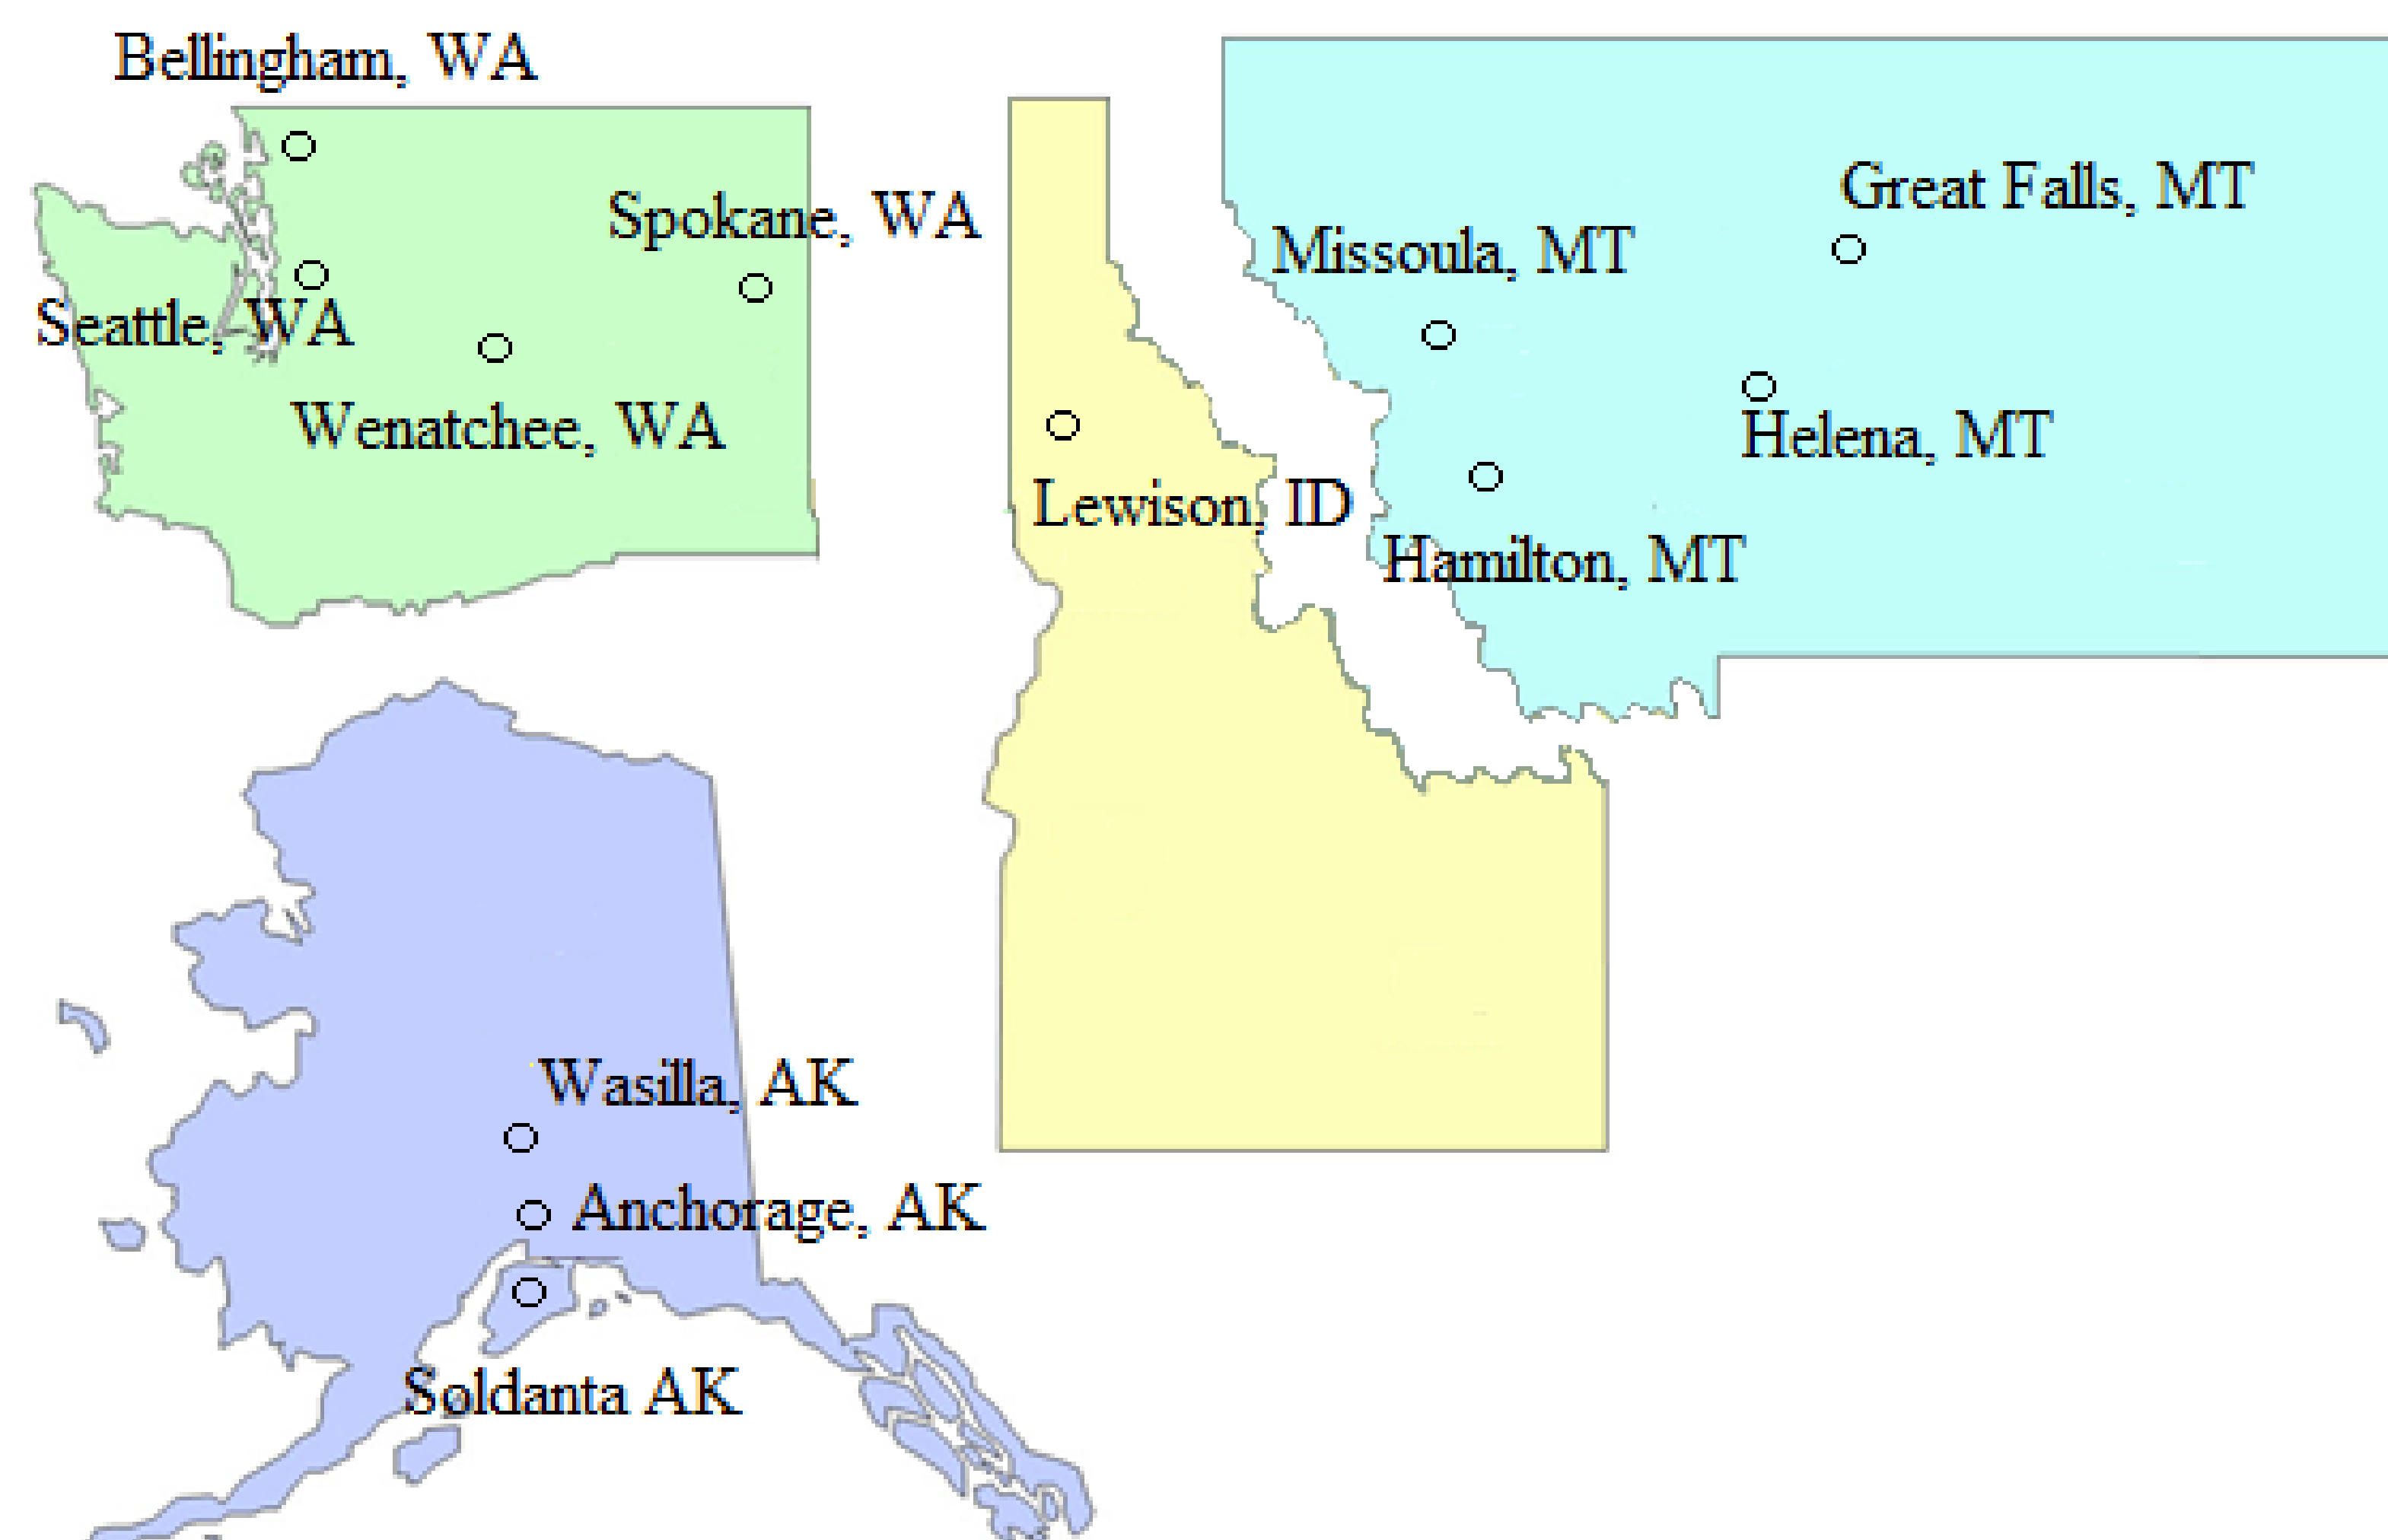 Bellingham, WA
Spokane, WA
Seattle, WA
Wenatchee, WA
Great Falls, MT
Missoula, MT
Helena, MT
Lewison, ID
Hamilton, MT
Wasilla, AK
Anchorage, AK
Soldanta AK